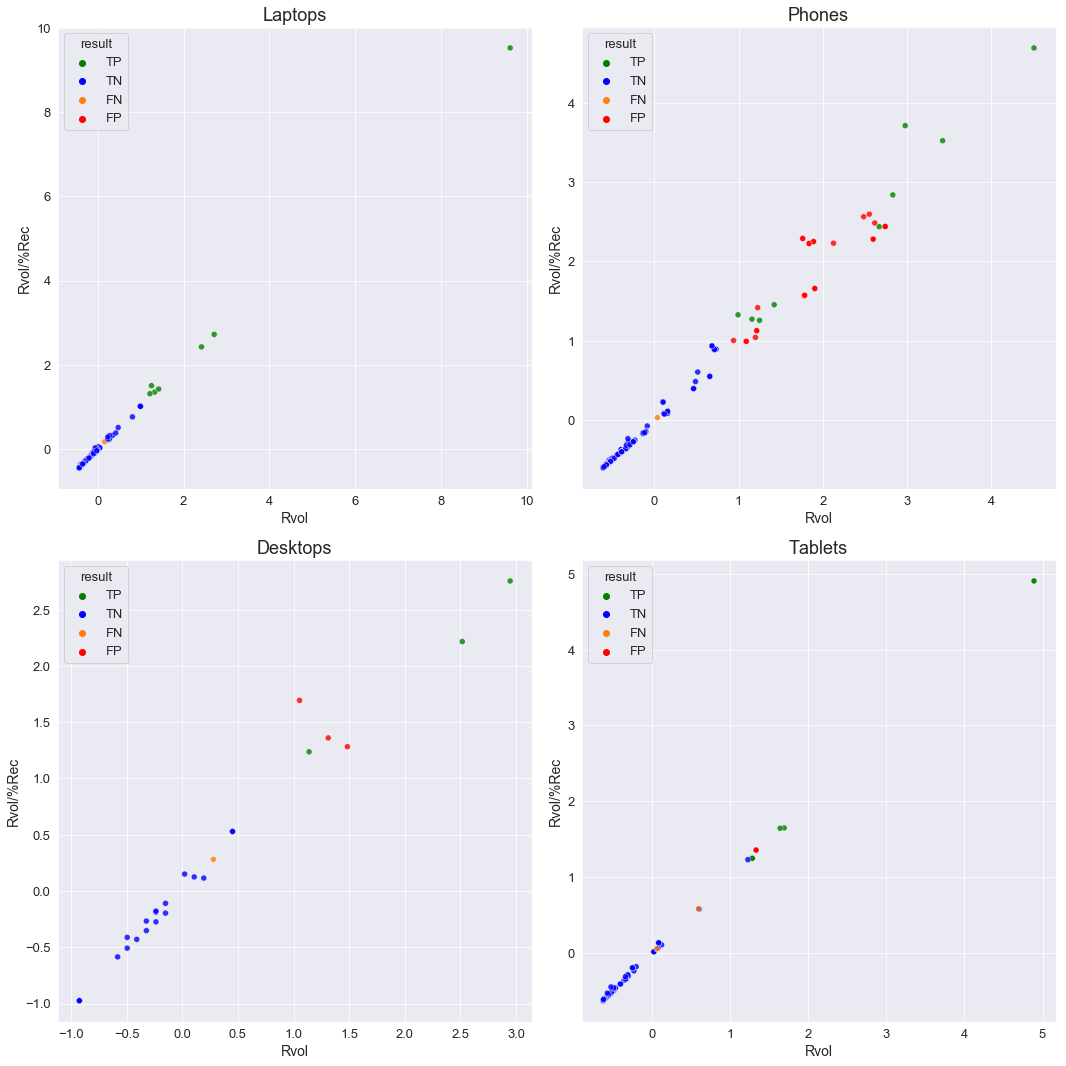 Laptops
result
TP
TN
FN
FP
10
8
6
4
2
0
Rvol/%Rec
0 2 4 6 8 10
Rvol
Phones
result
TP
TN
FN
FP
4
3
2
1
0
Rvol/%Rec
0 1 2 3 4
Rvol
Desktops
result
TP
TN
FN
FP
2.5
2.0
1.5
1.0
0.5
0.0
−0.5
−1.0
Rvol/%Rec
−1.0 −0.5 0.0 0.5 1.0 1.5 2.0 2.5 3.0
Rvol
Tablets
result
TP
TN
FN
FP
5
4
3
2
1
0
Rvol/%Rec
0 1 2 3 4 5
Rvol